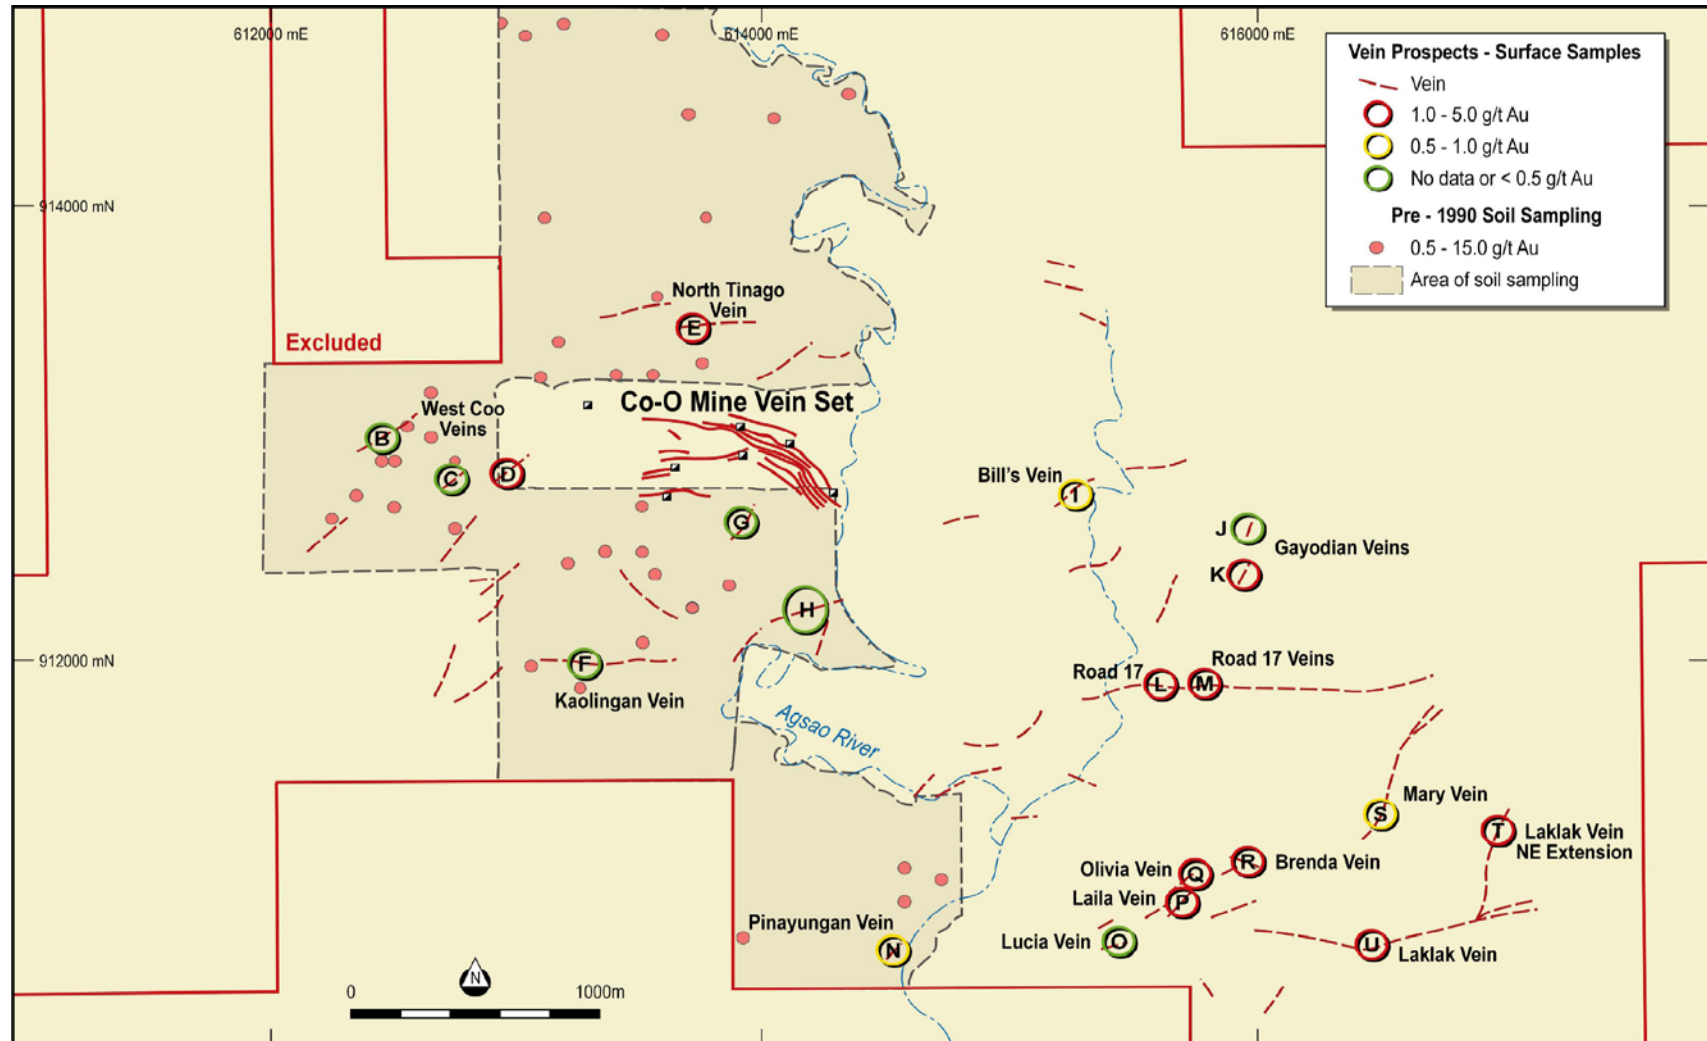 612000 mE
614000 mE
616000 mE
Vein Prospects - Surface Samples
Vein
1.0 - 5.0 g/t Au
0.5 - 1.0 g/t Au
No data or < 0.5 g/t Au
Pre - 1990 Soil Sampling
0.5 - 15.0 g/t Au
Area of soil sampling
914000 mN
North Tinago
Vein
E
Excluded
Co-O Mine Vein Set
West Coo
Veins
B
C
D
Bill's Vein
1
G
J
Gayodian Veins
K
H
912000 mN
F
Kaolingan Vein
Road 17
L
M
Road 17 Veins
Agsao River
Mary Vein
S
T
Laklak Vein
NE Extension
Olivia Vein
Q
R
Brenda Vein
Laila Vein
P
Pinayungan Vein
N
Lucia Vein
O
U
Laklak Vein
N
0
1000m